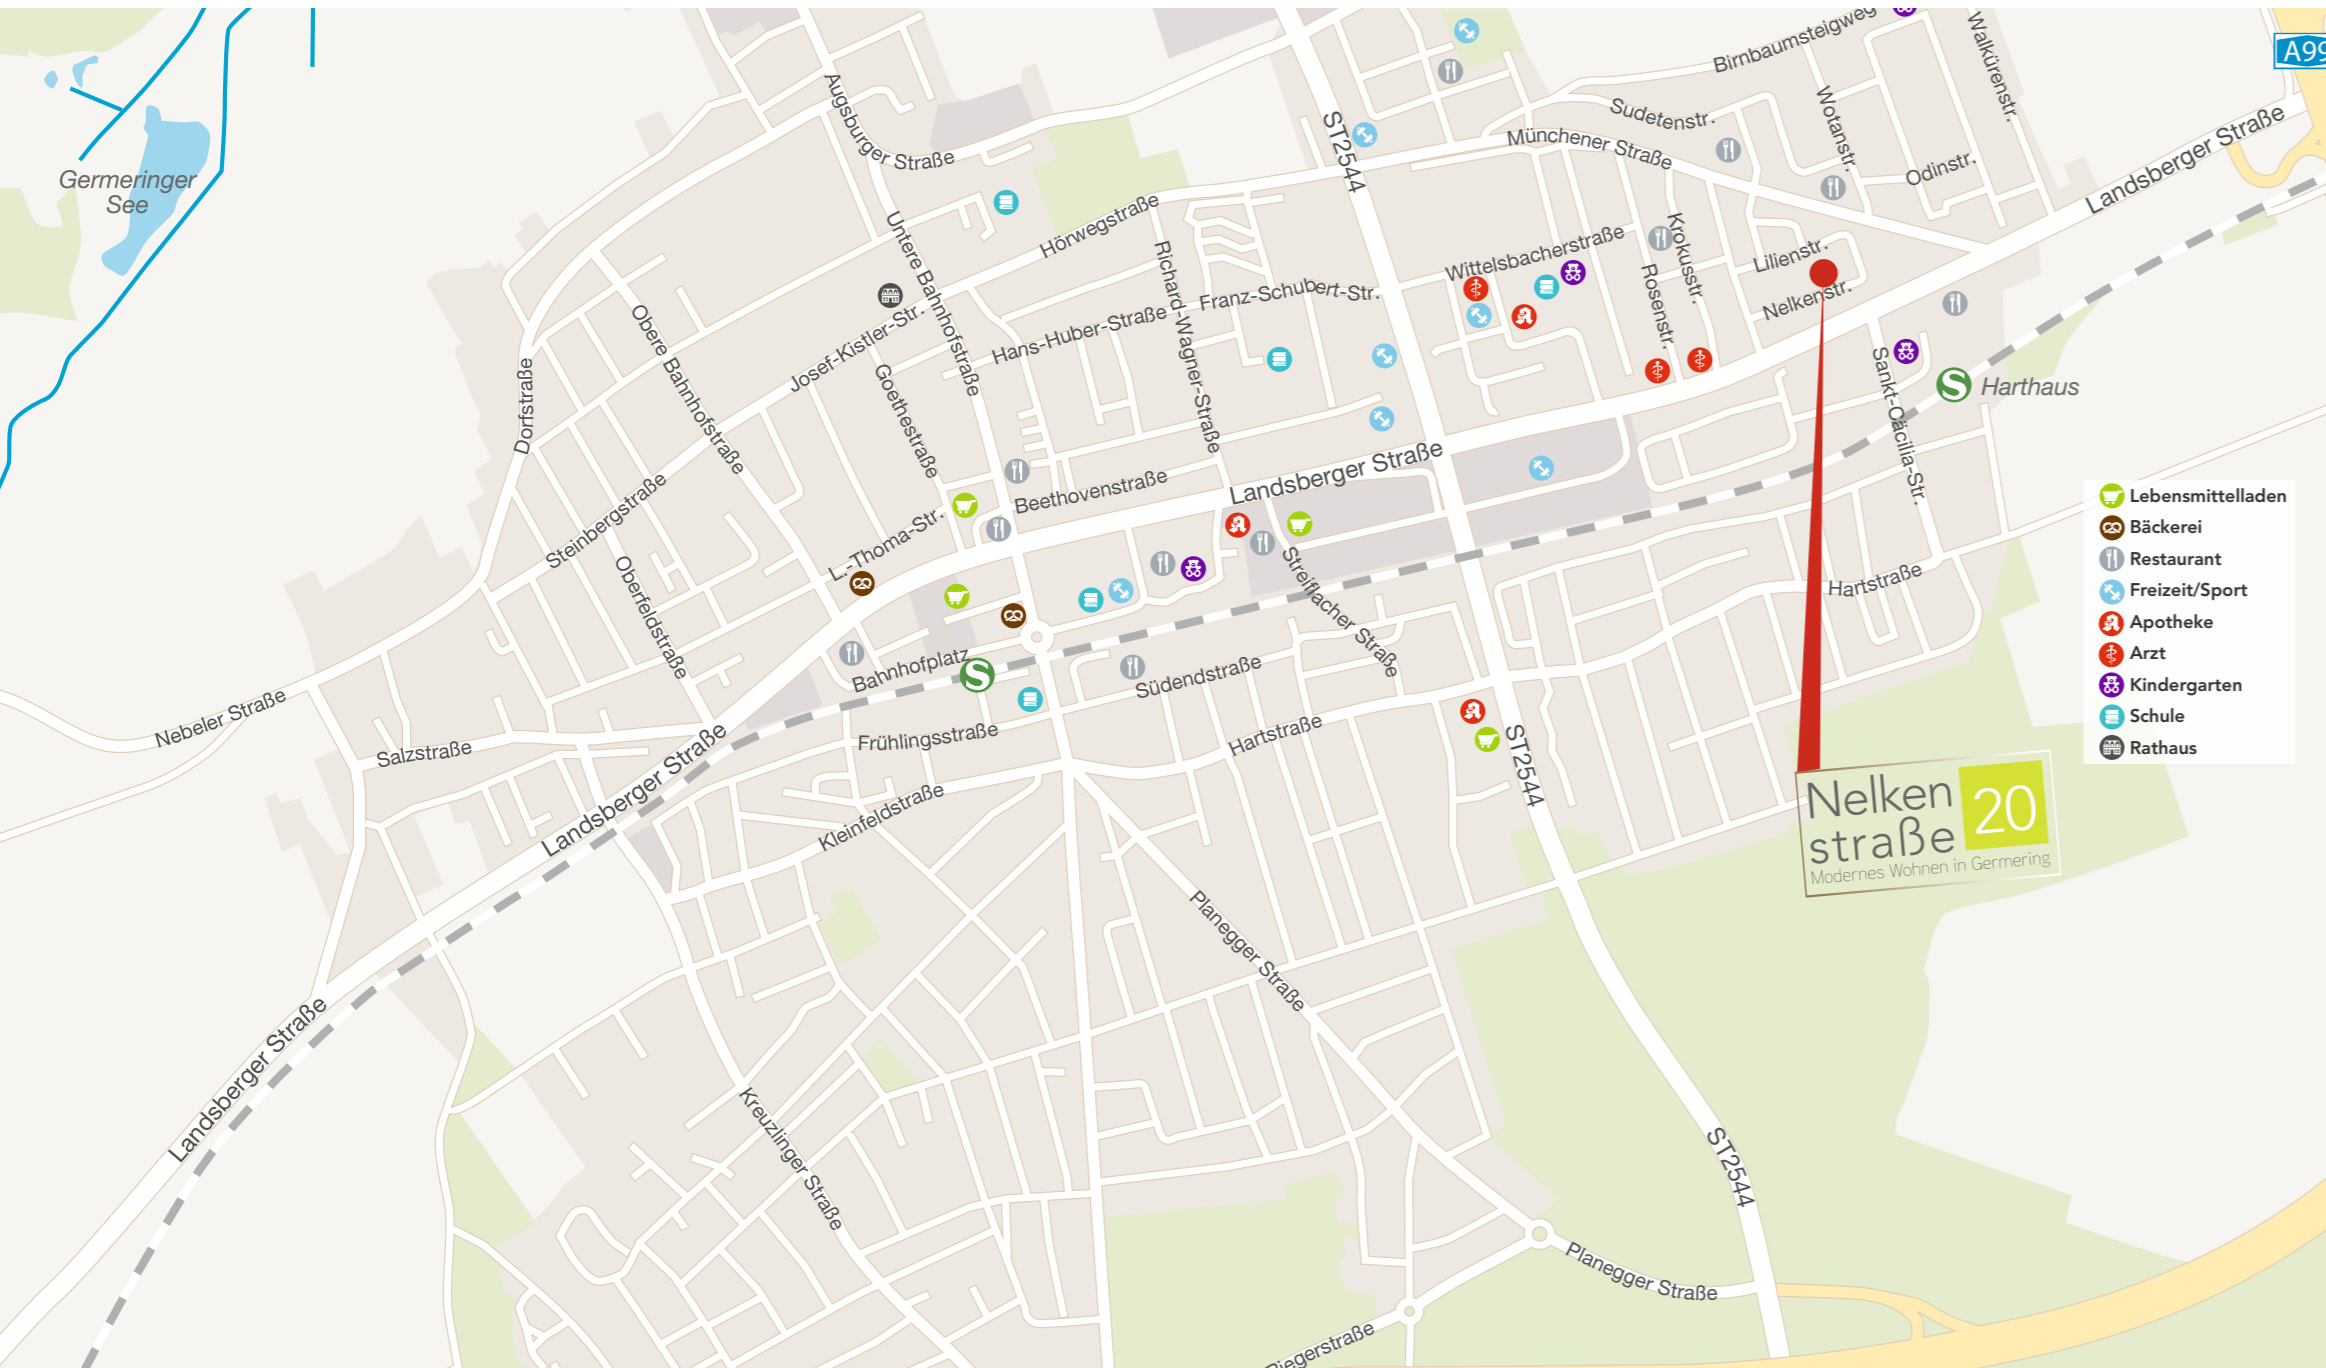 Birnbaumsteigweg
Walkürenstr.
A99
Augsburger Straße
ST2544
Sudetenstr.
Wotanstr.
Münchener Straße
Landsberger Straße
Odinstr.
Germeringer
See
Hörwegstraße
Untere Bahnhofstraße
Richard-Wagner-Straße
Wittelsbacherstraße
Krokusstr.
Lilienstr.
Rosenstr.
Nelkenstr.
Franz-Schubert-Str.
Hans-Huber-Straße
Josef-Kistler-Str.
Obere Bahnhofstraße
Dorfstraße
Goethestraße
Sankt-Cäcilia-Str.
S
Harthaus
Landsberger Straße
Beethovenstraße
Steinbergstraße
L.-Thoma-Str.
Oberfeldstraße
Streiflacher Straße
Hartstraße
Lebensmittelladen
Bäckerei
Restaurant
Freizeit/Sport
Apotheke
Arzt
Kindergarten
Schule
Rathaus
Bahnhofplatz
S
Südendstraße
Nebeler Straße
Salzstraße
Frühlingsstraße
Hartstraße
ST2544
Landsberger Straße
Kleinfeldstraße
Nelken
straße
20
Modernes Wohnen in Germering
Planegger Straße
Landsberger Straße
Kreuzlinger Straße
ST2544
Planegger Straße
Riegerstraße